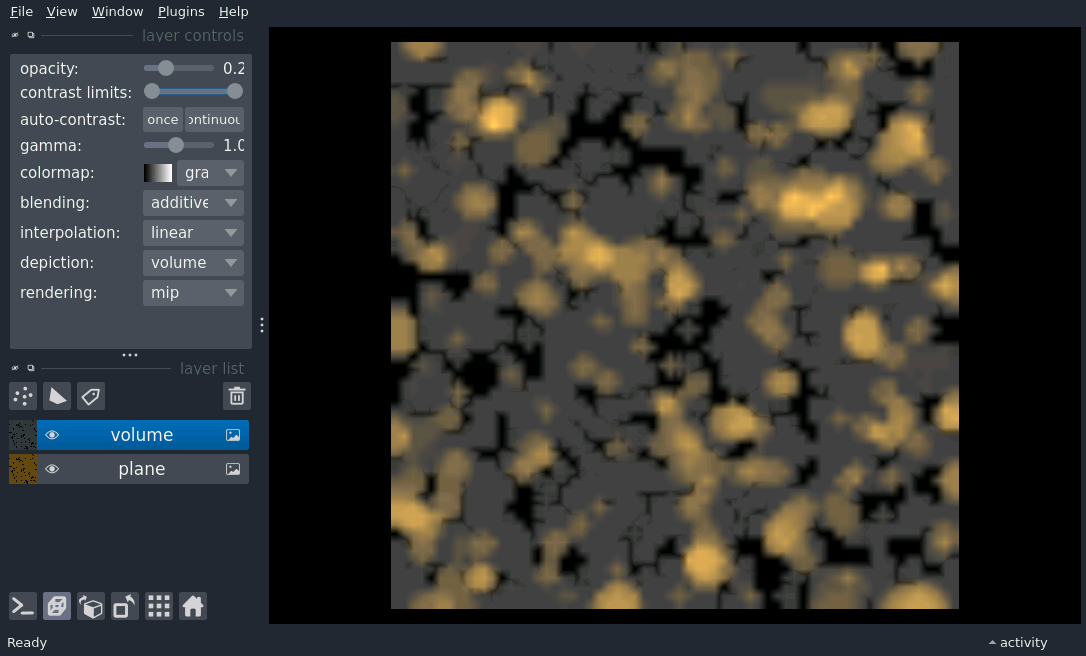 File View Window Plugins Help
layer controls
opacity: 0.2
contrast limits:
auto-contrast: once ontinuou
gamma: 1.0
colormap: gra
blending: additive
interpolation: linear
depiction: volume
rendering: mip
layer list
volume
plane
Ready
activity